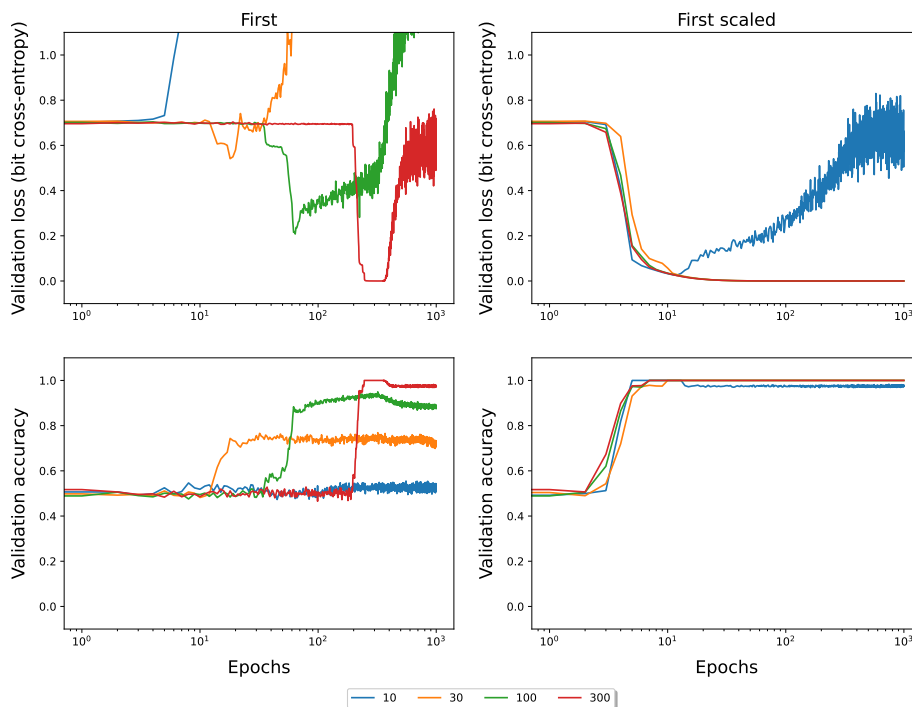 First
First scaled
Validation loss (bit cross-entropy)
1.0
0.8
0.6
0.4
0.2
0.0
10⁰ 10¹ 10² 10³
Validation loss (bit cross-entropy)
1.0
0.8
0.6
0.4
0.2
0.0
10⁰ 10¹ 10² 10³
Validation accuracy
1.0
0.8
0.6
0.4
0.2
0.0
10⁰ 10¹ 10² 10³
Epochs
Validation accuracy
1.0
0.8
0.6
0.4
0.2
0.0
10⁰ 10¹ 10² 10³
Epochs
10 30 100 300